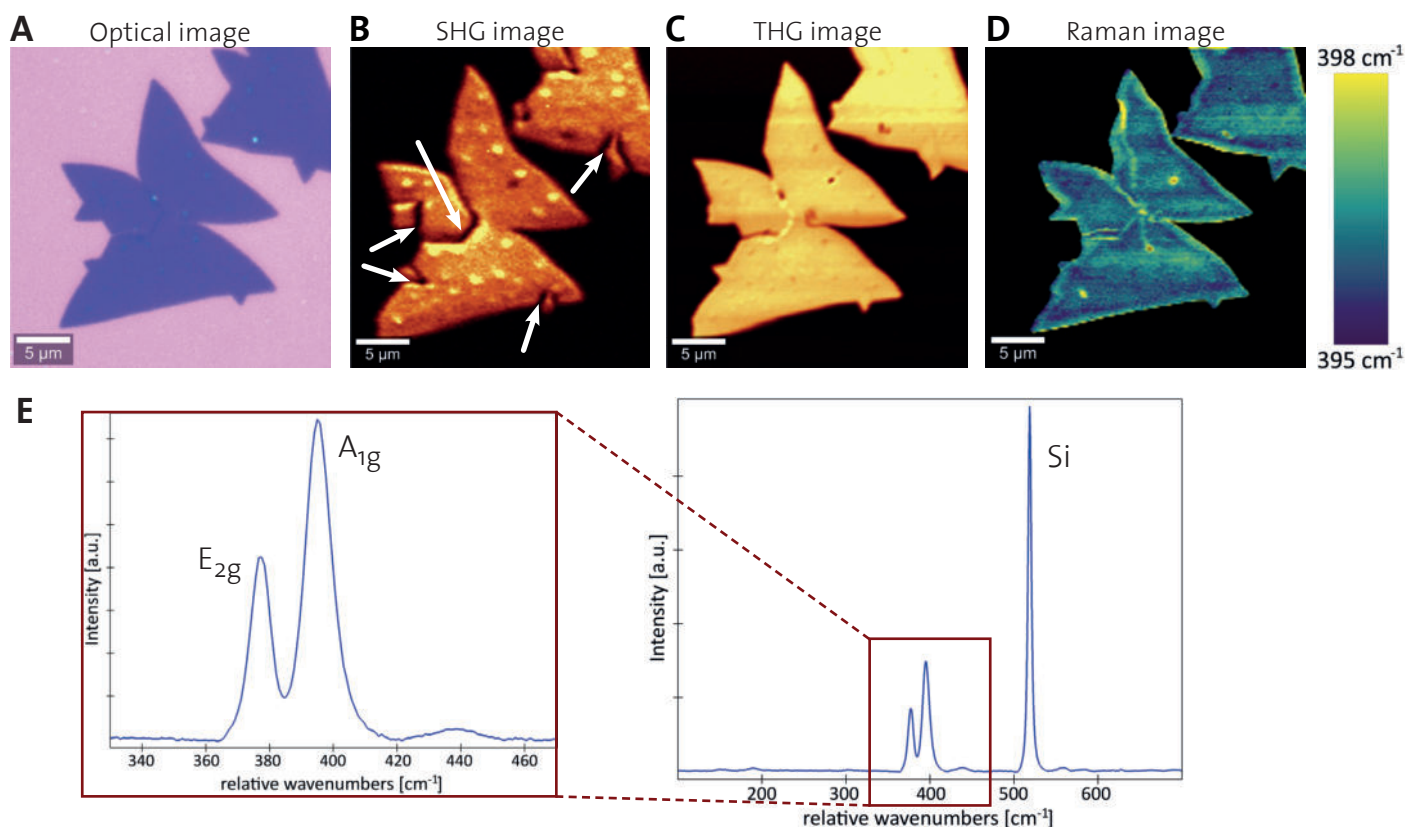 A Optical image B SHG image C THG image D Raman image
398 cm⁻¹
395 cm⁻¹
5 µm 5 µm 5 µm 5 µm
E
A₁g
E₂g
Intensity [a.u.]
340 360 380 400 420 440 460
relative wavenumbers [cm⁻¹]
Si
Intensity [a.u.]
200 300 400 500 600
relative wavenumbers [cm⁻¹]